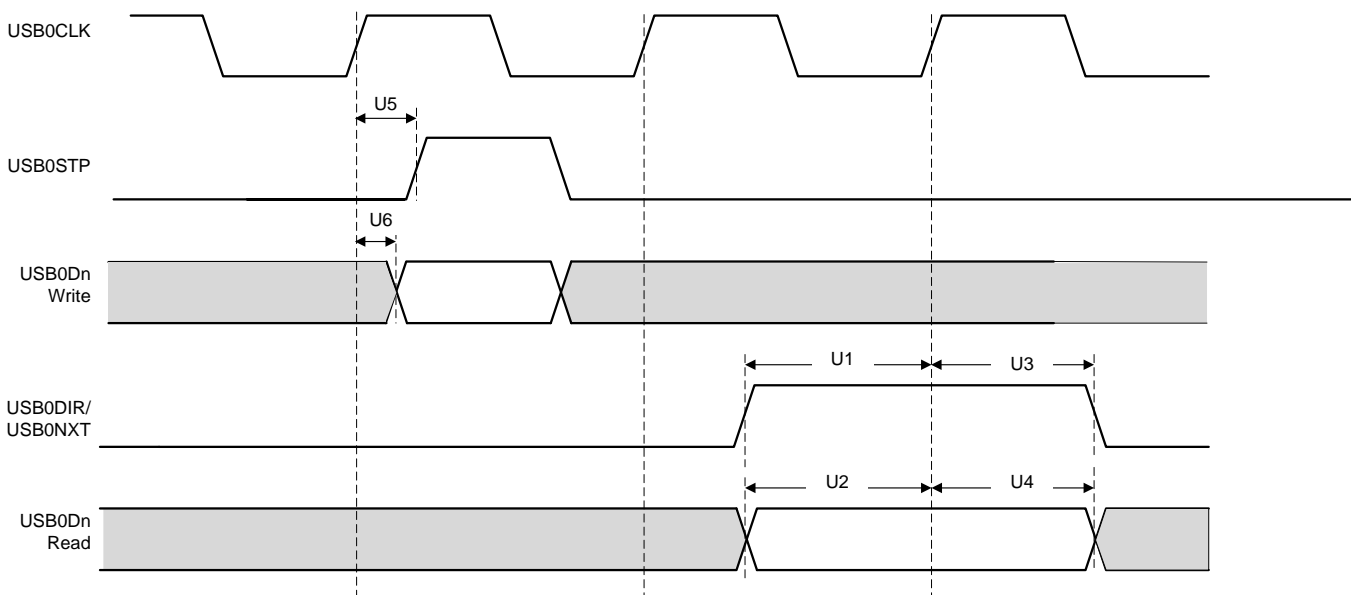 USB0CLK
U5
USB0STP
U6
USB0Dn
Write
U1
U3
USB0DIR/
USB0NXT
U2
U4
USB0Dn
Read